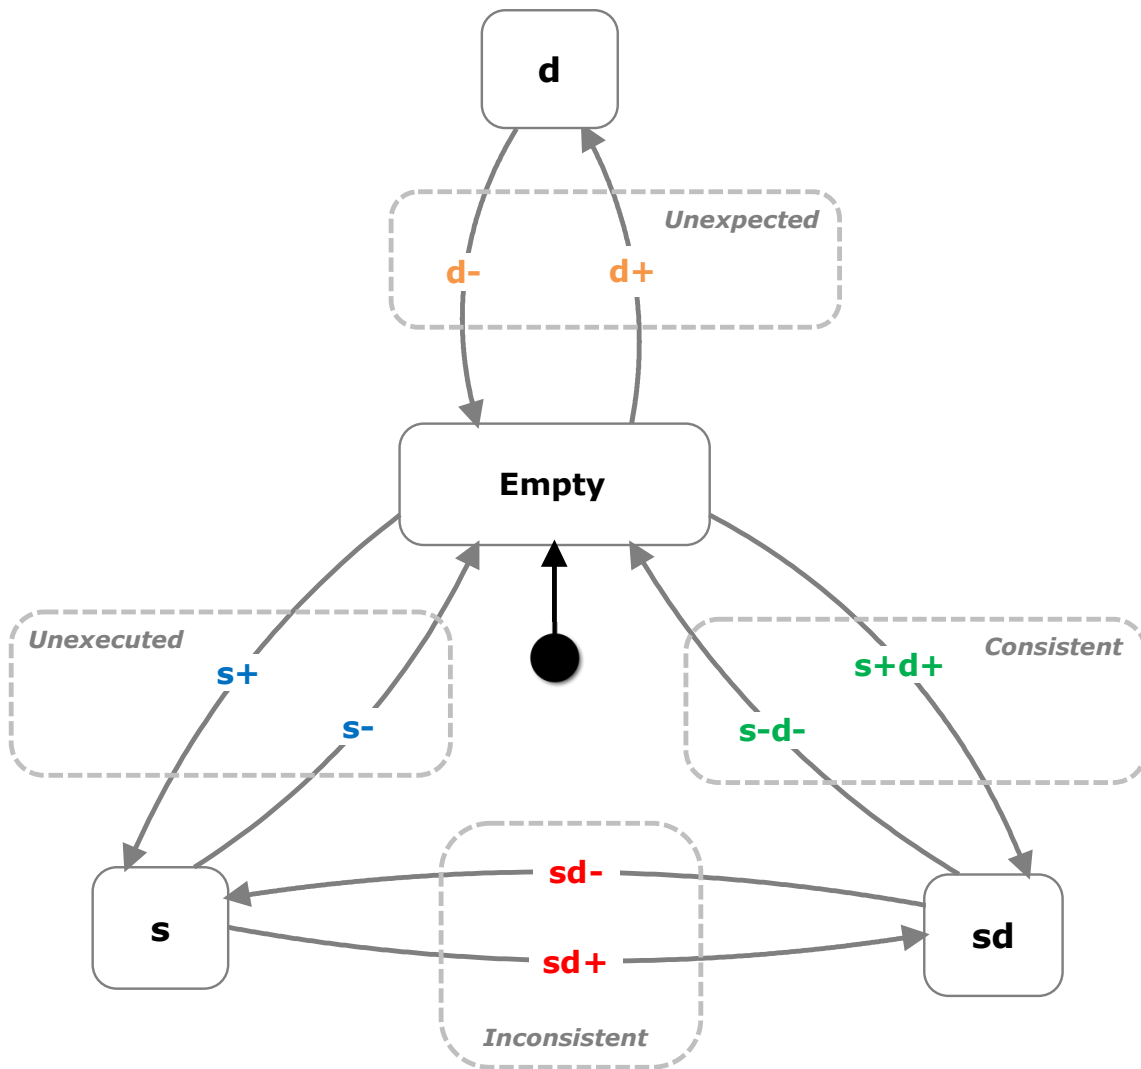 d
Unexpected
d- d+
Empty
Unexecuted
Consistent
s+
s+d+
s-
s-d-
sd-
s
sd
sd+
Inconsistent